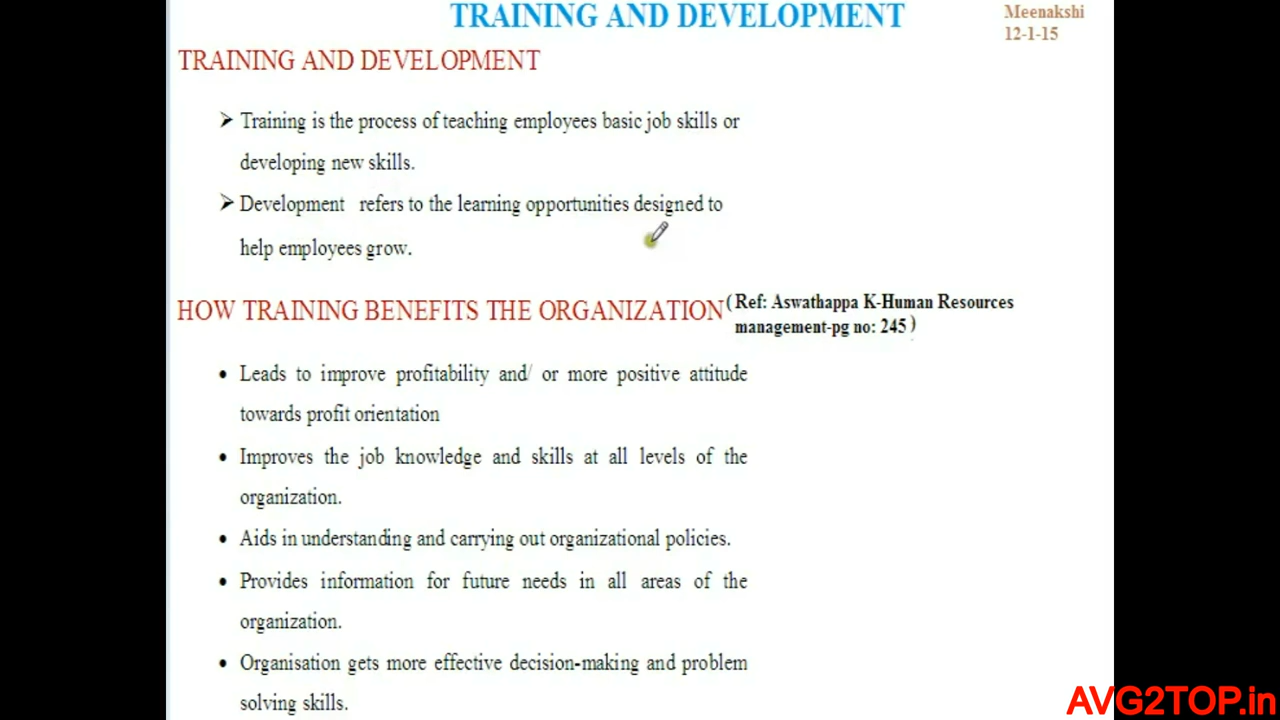 TRAINING AND DEVELOPMENT
Meenakshi
12-1-15
TRAINING AND DEVELOPMENT
➢ Training is the process of teaching employees basic job skills or
developing new skills.
➢ Development refers to the learning opportunities designed to
help employees grow.
HOW TRAINING BENEFITS THE ORGANIZATION (Ref: Aswathappa K-Human Resources
management-pg no: 245)
• Leads to improve profitability and/ or more positive attitude
towards profit orientation
• Improves the job knowledge and skills at all levels of the
organization.
• Aids in understanding and carrying out organizational policies.
• Provides information for future needs in all areas of the
organization.
• Organisation gets more effective decision-making and problem
solving skills.
AVG2TOP.in